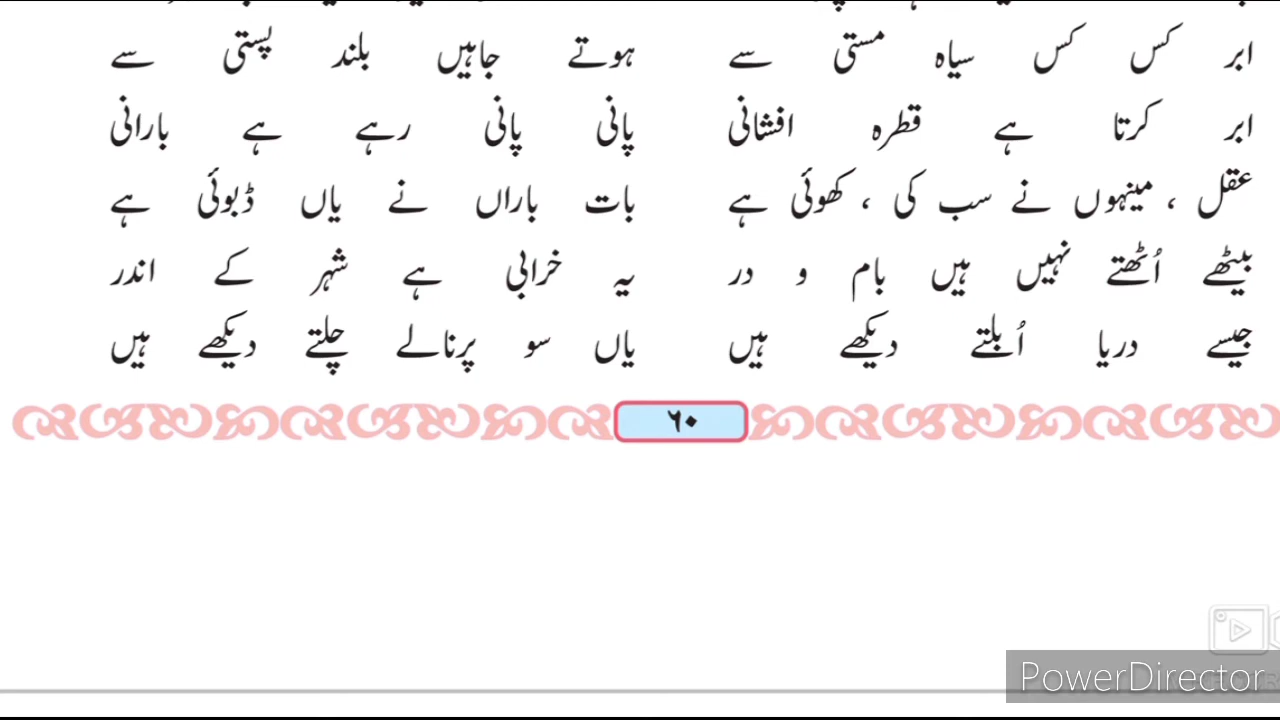 ابر کس کس سیاہ مستی سے ہوتے جاہیں بلند پستی سے
ابر کرتا ہے قطرہ افشانی پانی پانی رہے ہے بارانی
عقل ، مینہوں نے سب کی ، کھوئی ہے بات باراں نے یاں ڈبوئی ہے
بیٹھے اُٹھتے نہیں ہیں بام و در یہ خرابی ہے شہر کے اندر
جیسے دریا اُبلتے دیکھے ہیں یاں سو پرنالے چلتے دیکھے ہیں
۶۰
PowerDirector